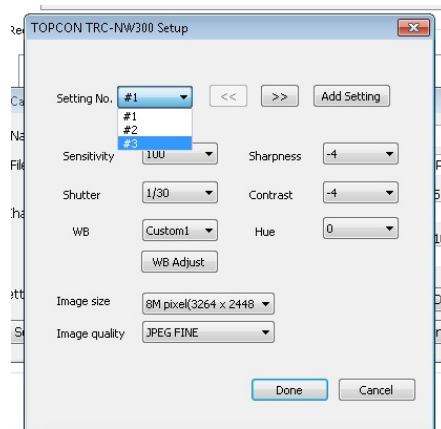 TOPCON TRC-NW300 Setup
Setting No. #1 << >> Add Setting
#1
#2
#3
Sensitivity 100 Sharpness -4
Shutter 1/30 Contrast -4
WB Custom1 Hue 0
WB Adjust
Image size 8M pixel(3264 x 2448
Image quality JPEG FINE
Done Cancel